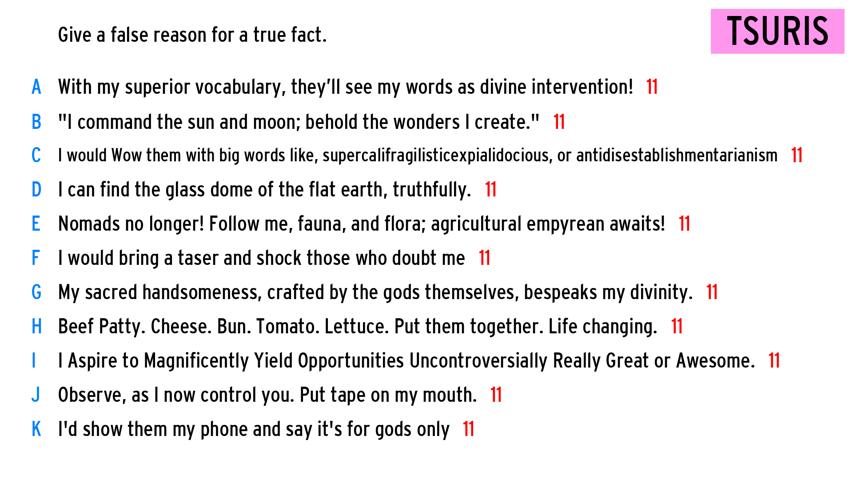 Give a false reason for a true fact.
TSURIS
A With my superior vocabulary, they'll see my words as divine intervention! 11
B "I command the sun and moon; behold the wonders I create." 11
C I would Wow them with big words like, supercalifragilisticexpialidocious, or antidisestablishmentarianism 11
D I can find the glass dome of the flat earth, truthfully. 11
E Nomads no longer! Follow me, fauna, and flora; agricultural empyrean awaits! 11
F I would bring a taser and shock those who doubt me 11
G My sacred handsomeness, crafted by the gods themselves, bespeaks my divinity. 11
H Beef Patty. Cheese. Bun. Tomato. Lettuce. Put them together. Life changing. 11
I I Aspire to Magnificently Yield Opportunities Uncontroversially Really Great or Awesome. 11
J Observe, as I now control you. Put tape on my mouth. 11
K I'd show them my phone and say it's for gods only 11